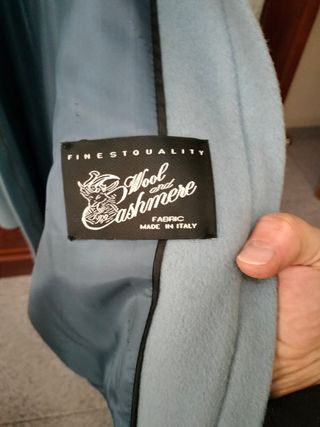 FINEST QUALITY
Wool
and
Cashmere
FABRIC
MADE IN ITALY